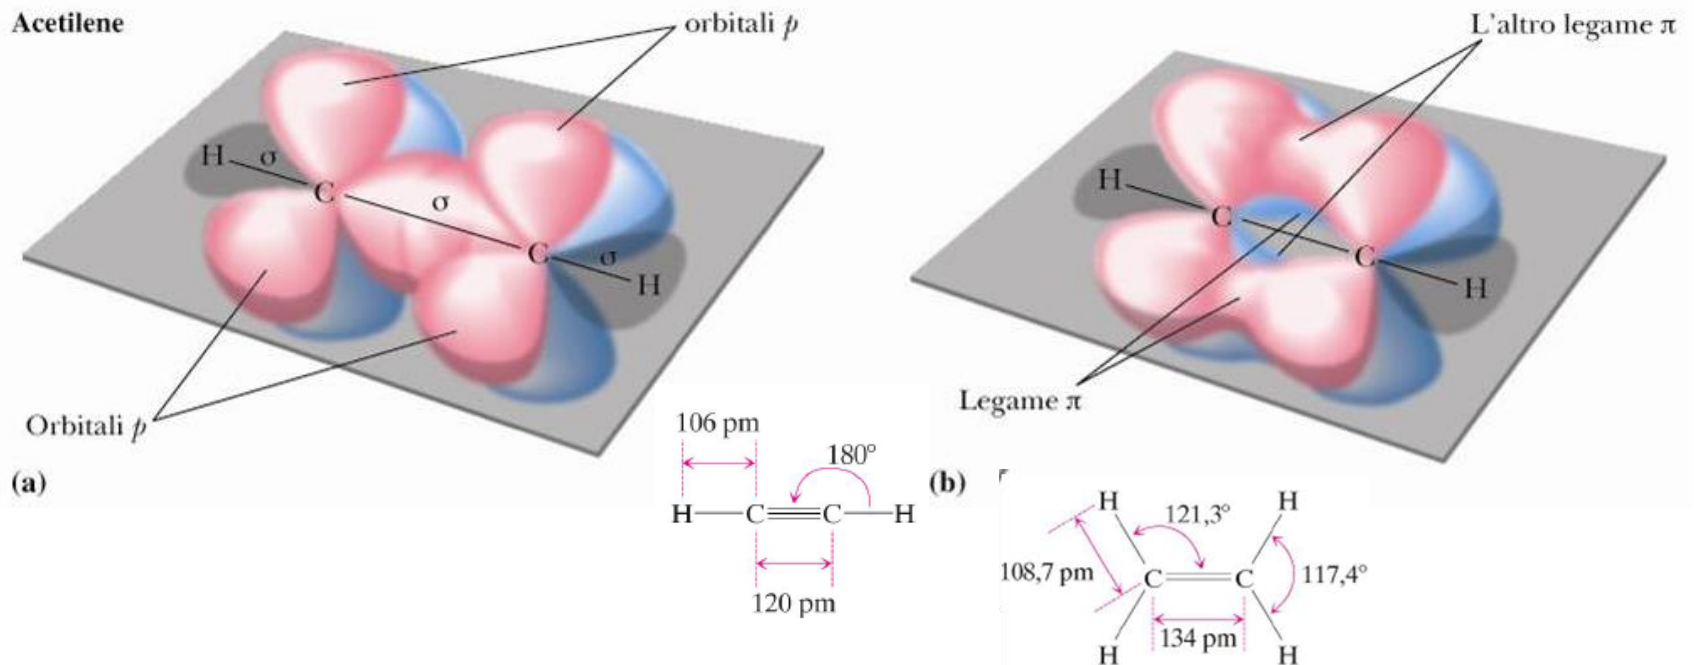 Acetilene
orbitali p
H
σ
C
σ
C
σ
H
Orbitali p
(a)
L'altro legame π
H
C
C
H
Legame π
(b)
106 pm
180°
H C C H
120 pm
H H
121,3°
108,7 pm C C 117,4°
134 pm
H H